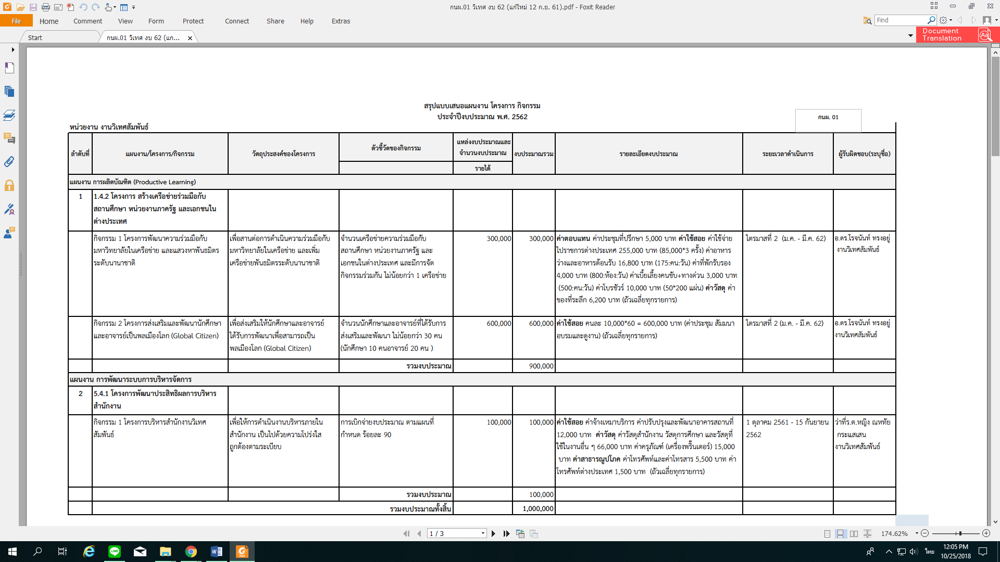 กนผ.01 วิเทศ งบ 62 (แก้ใหม่ 12 ก.ย. 61).pdf - Foxit Reader
File Home Comment View Form Protect Connect Share Help Extras
Find
Start
กนผ.01 วิเทศ งบ 62 (แก...
Document
Translation
สรุปแบบเสนอแผนงาน โครงการ กิจกรรม
ประจำปีงบประมาณ พ.ศ. 2562
กนผ. 01
หน่วยงาน งานวิเทศสัมพันธ์
ลำดับที่
แผนงาน/โครงการ/กิจกรรม
วัตถุประสงค์ของโครงการ
ตัวชี้วัดของกิจกรรม
แหล่งงบประมาณและ
จำนวนงบประมาณ
รายได้
งบประมาณรวม
รายละเอียดงบประมาณ
ระยะเวลาดำเนินการ
ผู้รับผิดชอบ(ระบุชื่อ)
แผนงาน การผลิตบัณฑิต (Productive Learning)
1
1.4.2 โครงการ สร้างเครือข่ายร่วมมือกับ
สถานศึกษา หน่วยงานภาครัฐ และเอกชนใน
ต่างประเทศ
กิจกรรม 1 โครงการพัฒนาความร่วมมือกับ
มหาวิทยาลัยในเครือข่าย และแสวงหาพันธมิตร
ระดับนานาชาติ
เพื่อสานต่อการดำเนินความร่วมมือกับ
มหาวิทยาลัยในเครือข่าย และเพิ่ม
เครือข่ายพันธมิตรระดับนานาชาติ
จำนวนเครือข่ายความร่วมมือกับ
สถานศึกษา หน่วยงานภาครัฐ และ
เอกชนในต่างประเทศ และมีการจัด
กิจกรรมร่วมกัน ไม่น้อยกว่า 1 เครือข่าย
300,000
300,000
ค่าตอบแทน ค่าประชุมที่ปรึกษา 5,000 บาท ค่าใช้สอย ค่าใช้จ่าย
ไปราชการต่างประเทศ 255,000 บาท (85,000*3 ครั้ง) ค่าอาหาร
ว่างและอาหารต้อนรับ 16,800 บาท (175:คน:วัน) ค่าที่พักรับรอง
4,000 บาท (800:ห้อง:วัน) ค่าเบี้ยเลี้ยงคนขับ+ทางด่วน 3,000 บาท
(500:คน:วัน) ค่าโบรชัวร์ 10,000 บาท (50*200 แผ่น) ค่าวัสดุ ค่า
ของที่ระลึก 6,200 บาท (ถัวเฉลี่ยทุกรายการ)
ไตรมาสที่ 2 (ม.ค. - มี.ค. 62)
อ.ดร.โรจนันท์ ทรงอยู่
งานวิเทศสัมพันธ์
กิจกรรม 2 โครงการส่งเสริมและพัฒนานักศึกษา
และอาจารย์เป็นพลเมืองโลก (Global Citizen)
เพื่อส่งเสริมให้นักศึกษาและอาจารย์
ได้รับการพัฒนาเพื่อสามารถเป็น
พลเมืองโลก (Global Citizen)
จำนวนนักศึกษาและอาจารย์ที่ได้รับการ
ส่งเสริมและพัฒนา ไม่น้อยกว่า 30 คน
(นักศึกษา 10 คนอาจารย์ 20 คน )
600,000
600,000
ค่าใช้สอย คนละ 10,000*60 = 600,000 บาท (ค่าประชุม สัมมนา
อบรมและดูงาน) (ถัวเฉลี่ยทุกรายการ)
ไตรมาสที่ 2 (ม.ค. - มี.ค. 62)
อ.ดร.โรจนันท์ ทรงอยู่
งานวิเทศสัมพันธ์
รวมงบประมาณ
900,000
แผนงาน การพัฒนาระบบการบริหารจัดการ
2
5.4.1 โครงการพัฒนาประสิทธิผลการบริหาร
สำนักงาน
กิจกรรม 1 โครงการบริหารสำนักงานวิเทศ
สัมพันธ์
เพื่อให้การดำเนินงานบริหารภายใน
สำนักงาน เป็นไปด้วยความโปร่งใส
ถูกต้องตามระเบียบ
การเบิกจ่ายงบประมาณ ตามแผนที่
กำหนด ร้อยละ 90
100,000
100,000
ค่าใช้สอย ค่าจ้างเหมาบริการ ค่าปรับปรุงและพัฒนาอาคารสถานที่
12,000 บาท ค่าวัสดุ ค่าวัสดุสำนักงาน วัสดุการศึกษา และวัสดุที่
ใช้ในงานอื่น ๆ 66,000 บาท ค่าครุภัณฑ์ (เครื่องพริ๊นเตอร์) 15,000
บาท ค่าสาธารณูปโภค ค่าโทรศัพท์และค่าโทรสาร 5,500 บาท ค่า
โทรศัพท์ต่างประเทศ 1,500 บาท (ถัวเฉลี่ยทุกรายการ)
1 ตุลาคม 2561 - 15 กันยายน
2562
ว่าที่ร.ต.หญิง ณหทัย
กระแสเสน
งานวิเทศสัมพันธ์
รวมงบประมาณ
100,000
รวมงบประมาณทั้งสิ้น
1,000,000
1 / 3
174.62%
ไทย
12:05 PM
10/25/2018